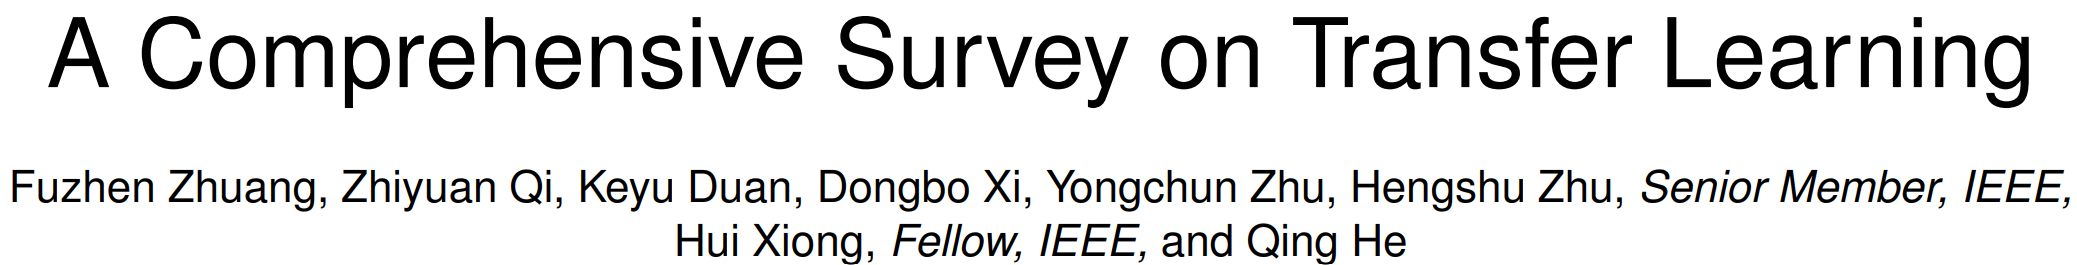 A Comprehensive Survey on Transfer Learning
Fuzhen Zhuang, Zhiyuan Qi, Keyu Duan, Dongbo Xi, Yongchun Zhu, Hengshu Zhu, Senior Member, IEEE,
Hui Xiong, Fellow, IEEE, and Qing He